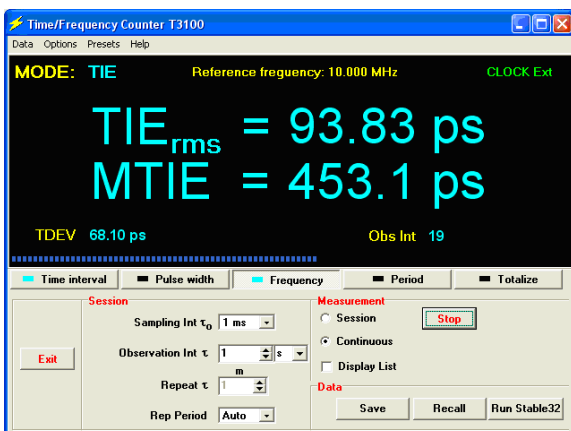 Time/Frequency Counter T3100
Data Options Presets Help
MODE: TIE Reference freguency: 10.000 MHz CLOCK Ext
TIErms = 93.83 ps
MTIE = 453.1 ps
TDEV 68.10 ps Obs Int 19
Time interval Pulse width Frequency Period Totalize
Session
Sampling Int τ0 1 ms
Observation Int τ 1 s
m
Repeat τ 1
Rep Period Auto
Exit
Measurement
Session Stop
Continuous
Display List
Data
Save Recall Run Stable32